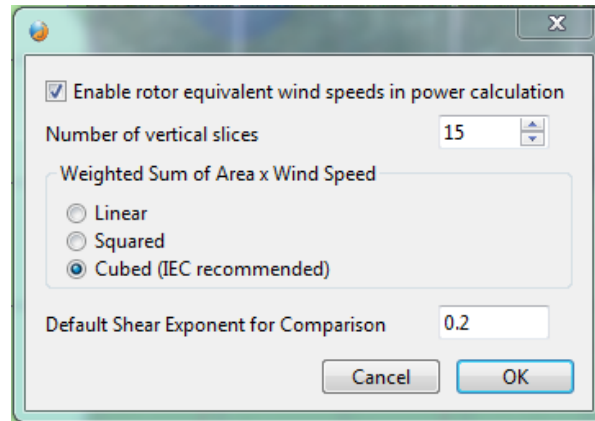 Enable rotor equivalent wind speeds in power calculation
Number of vertical slices 15
Weighted Sum of Area x Wind Speed
Linear
Squared
Cubed (IEC recommended)
Default Shear Exponent for Comparison 0.2
Cancel OK